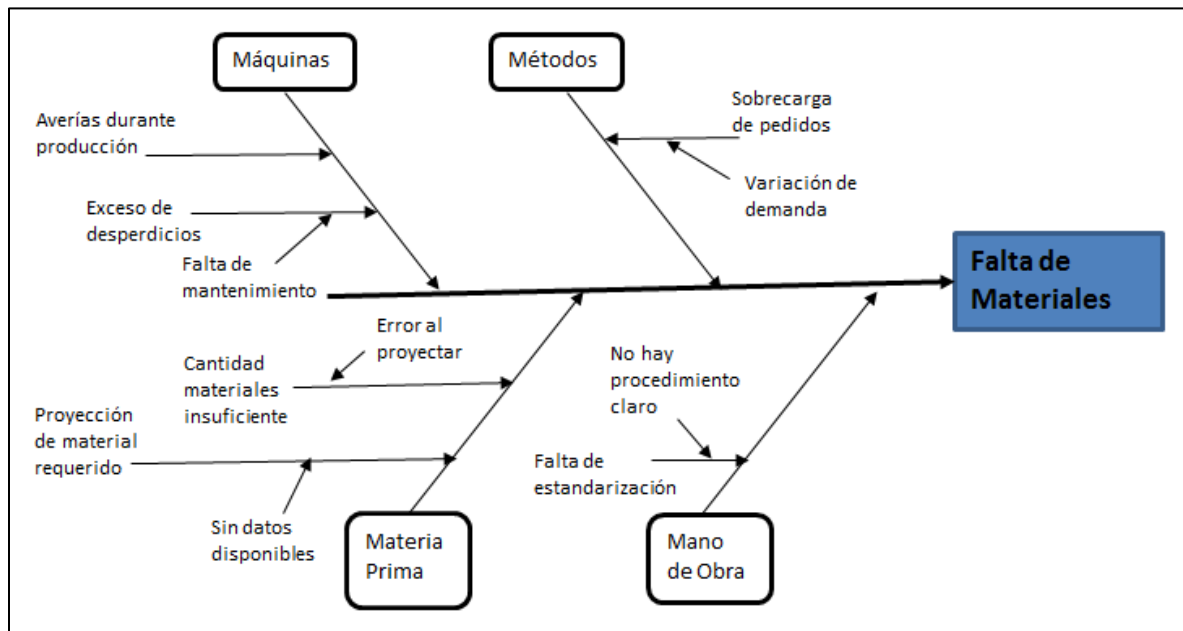 Máquinas
Métodos
Averías durante
producción
Sobrecarga
de pedidos
Exceso de
desperdicios
Variación de
demanda
Falta de
mantenimiento
Falta de
Materiales
Error al
proyectar
Cantidad
materiales
insuficiente
No hay
procedimiento
claro
Proyección
de material
requerido
Falta de
estandarización
Sin datos
disponibles
Materia
Prima
Mano
de Obra